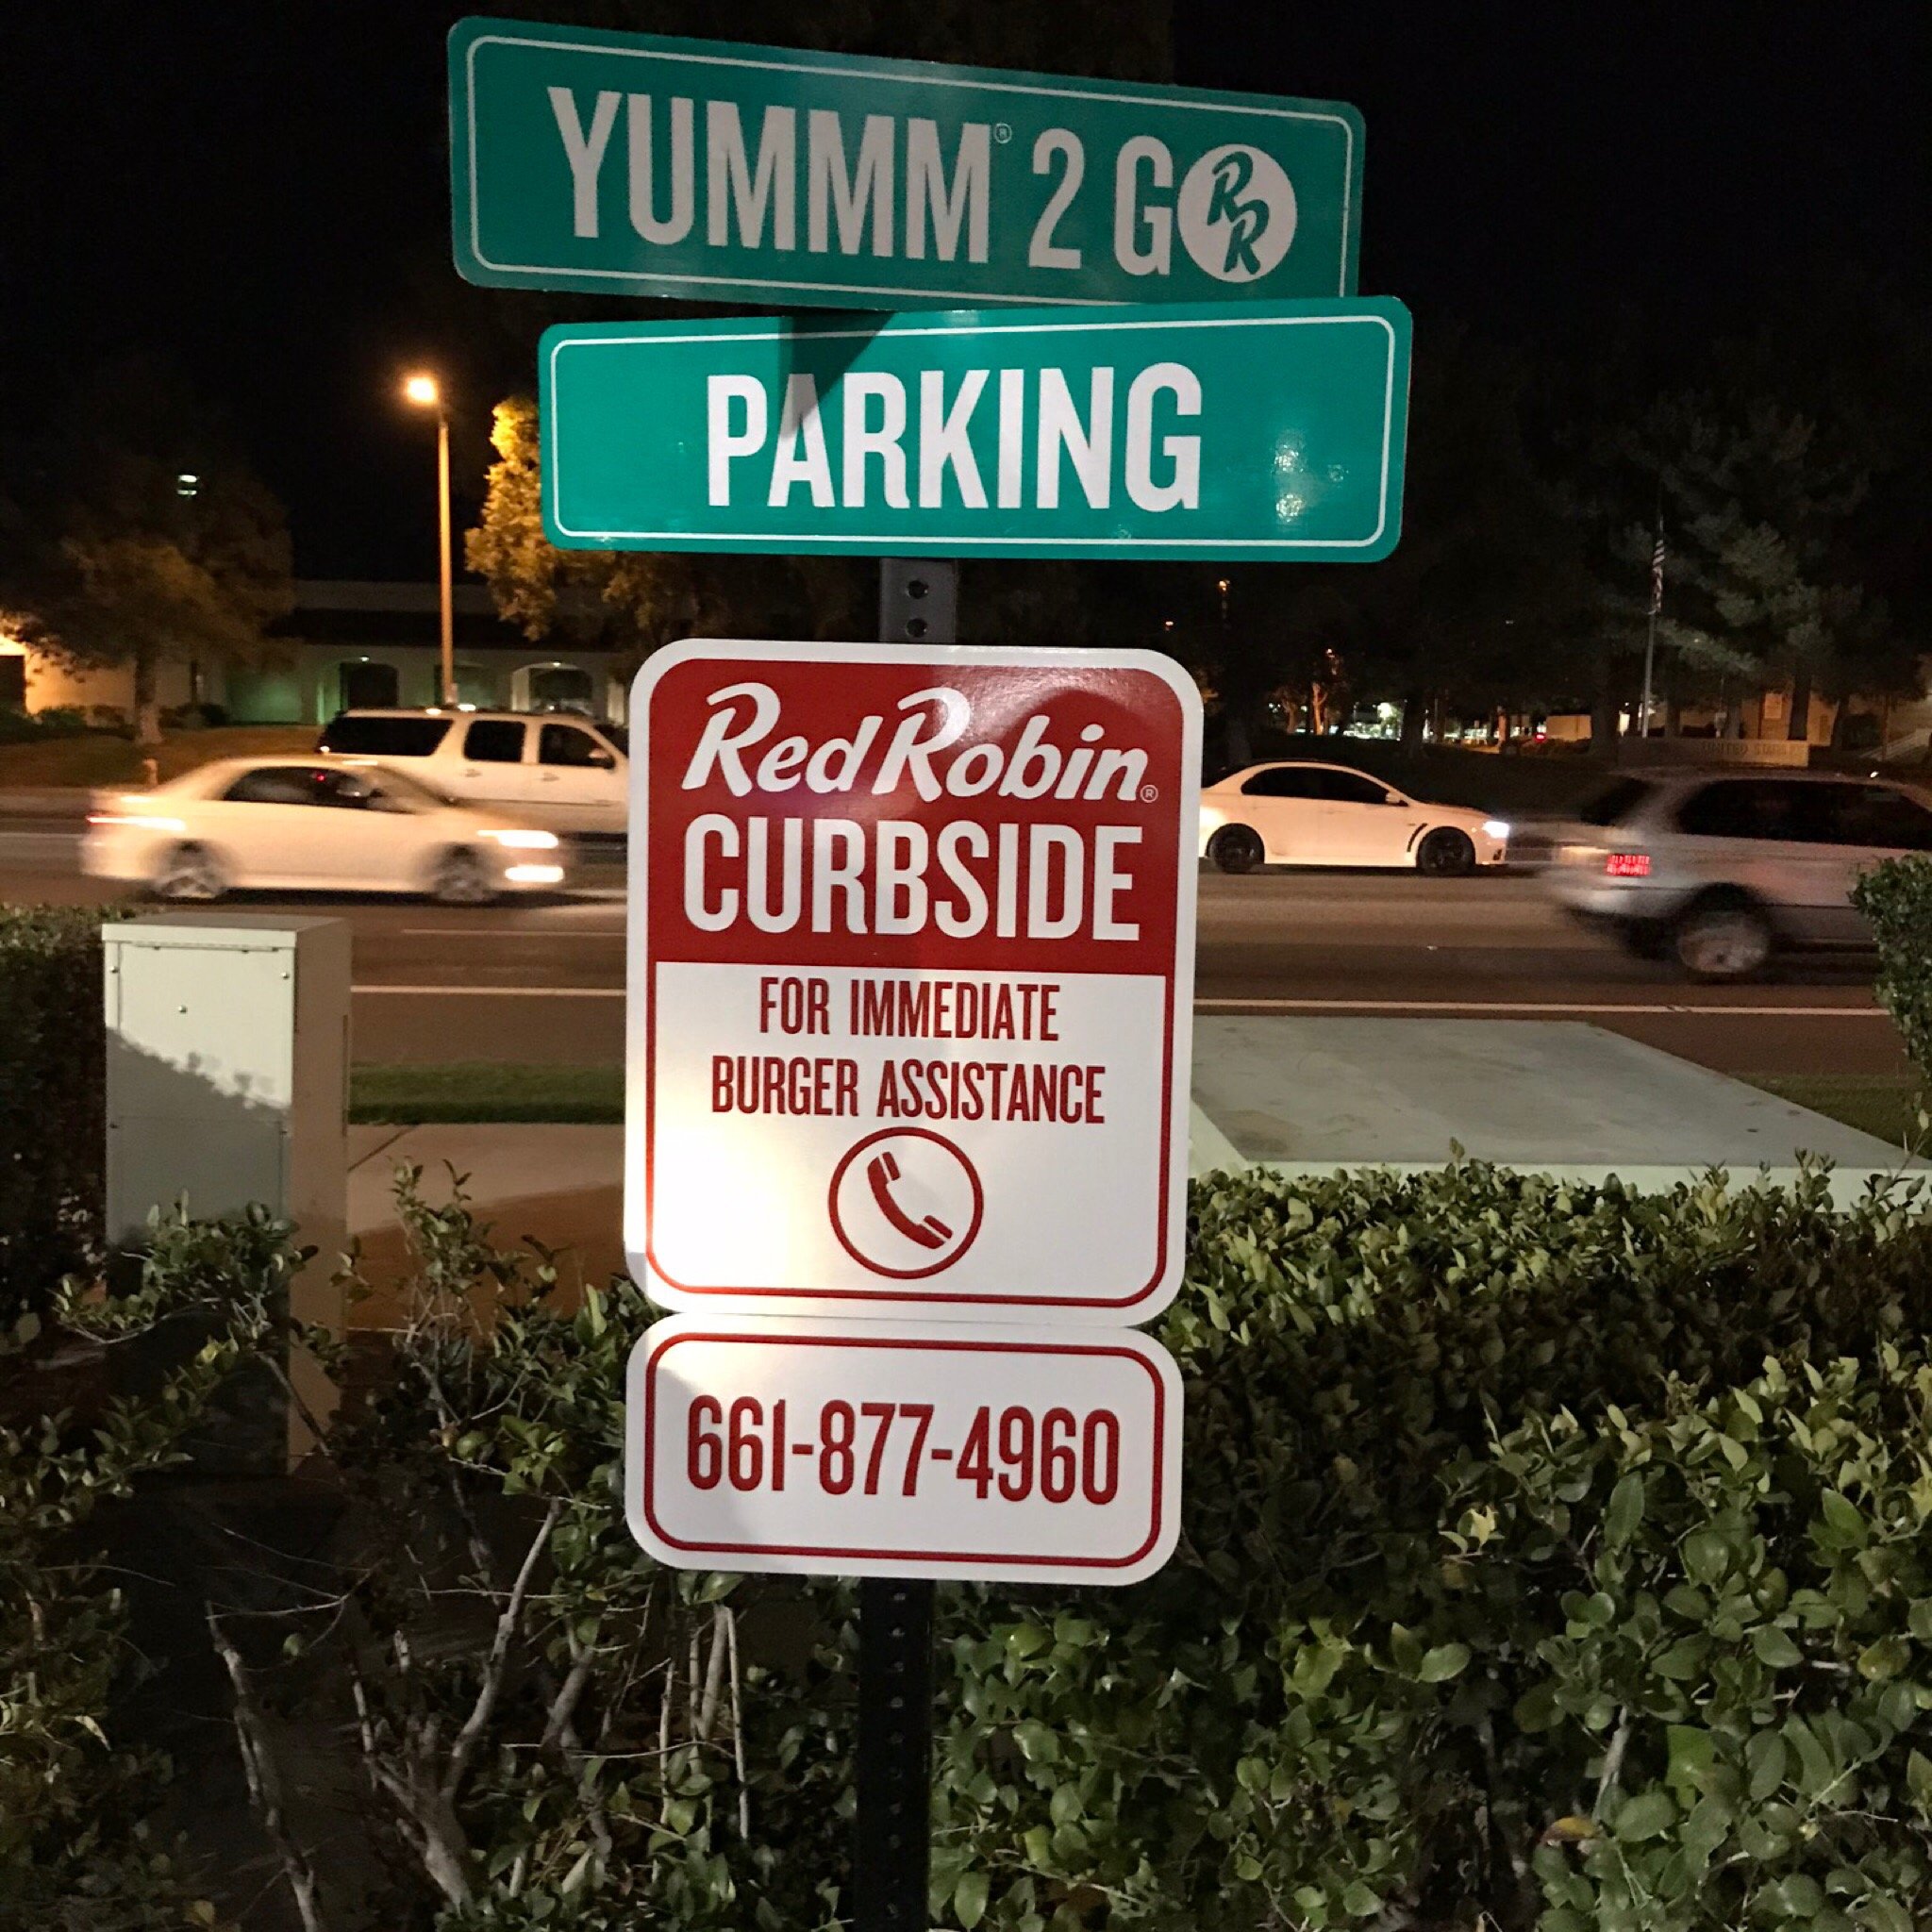 YUMMM® 2 GO
RR
PARKING
Red Robin®
CURBSIDE
FOR IMMEDIATE
BURGER ASSISTANCE
661-877-4960